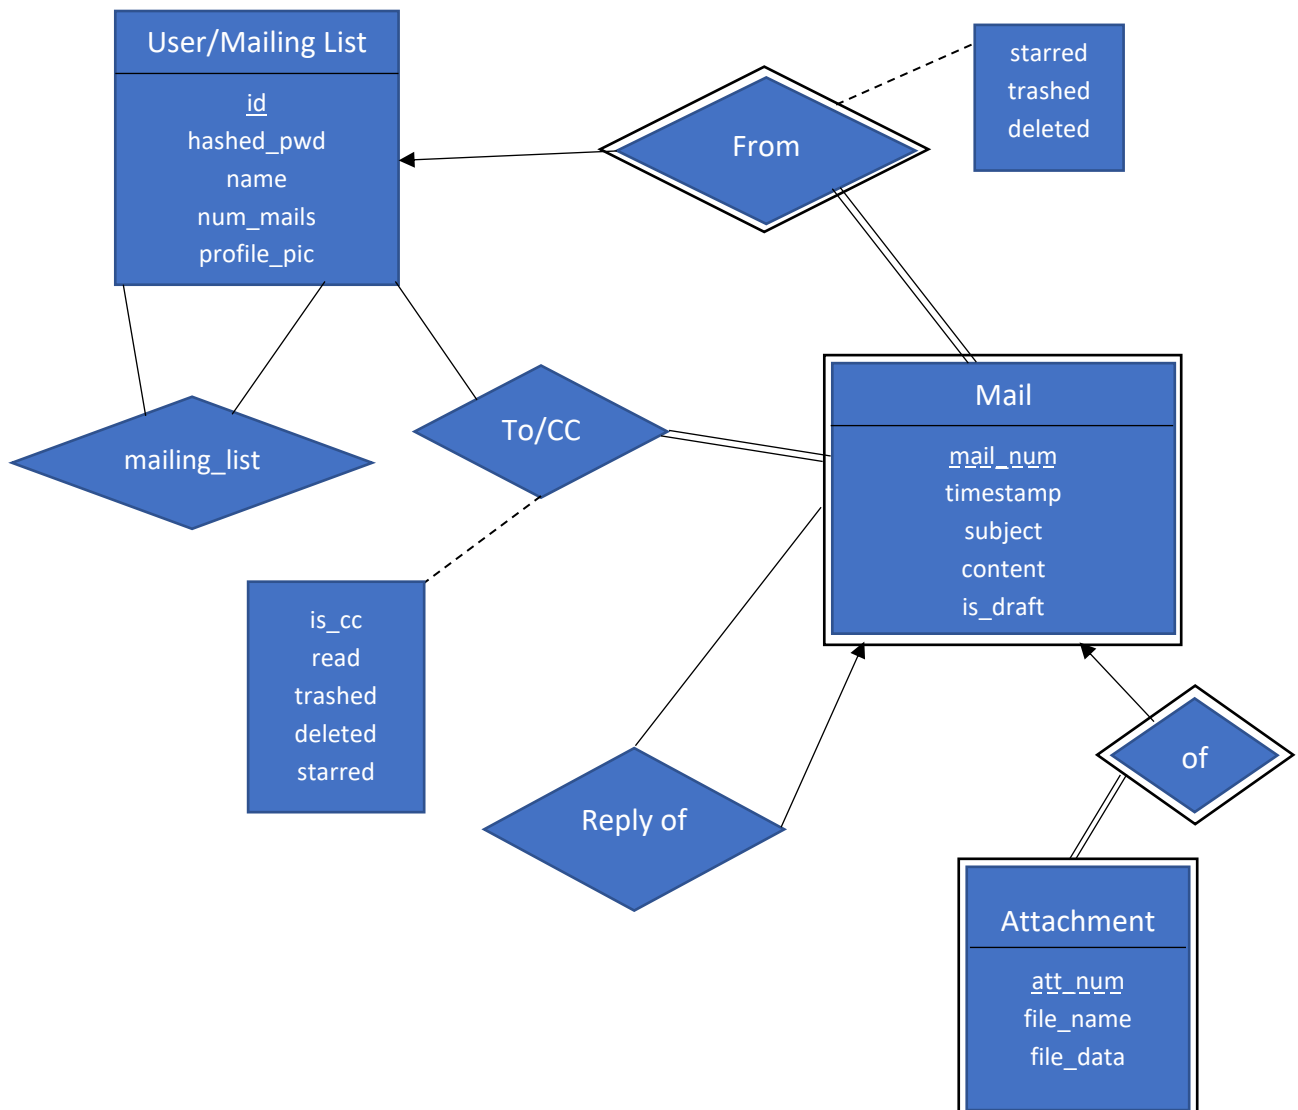 User/Mailing List
id
hashed_pwd
name
num_mails
profile_pic
From
starred
trashed
deleted
mailing_list
To/CC
Mail
mail_num
timestamp
subject
content
is_draft
is_cc
read
trashed
deleted
starred
Reply of
of
Attachment
att_num
file_name
file_data